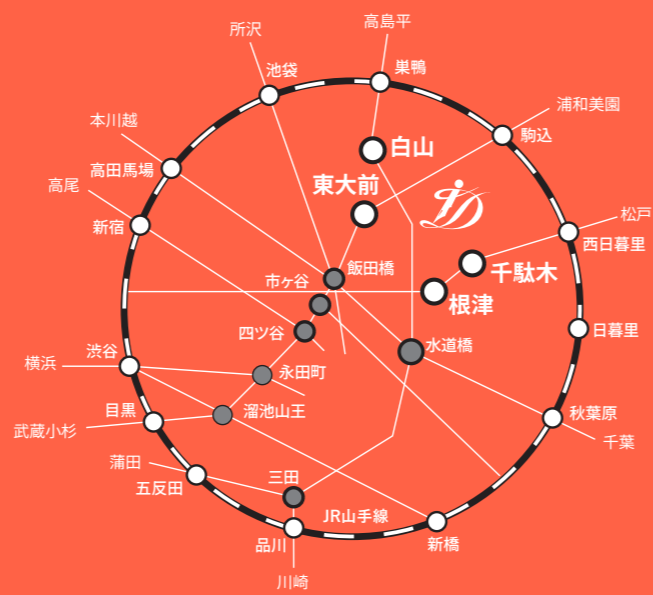 高島平
所沢
巣鴨
池袋
浦和美園
本川越
駒込
白山
高田馬場
東大前
高尾
松戸
新宿
西日暮里
飯田橋
千駄木
市ヶ谷
根津
四ツ谷
日暮里
水道橋
渋谷
横浜
永田町
目黒
溜池山王
秋葉原
武蔵小杉
千葉
蒲田
三田
五反田
JR山手線
品川
新橋
川崎